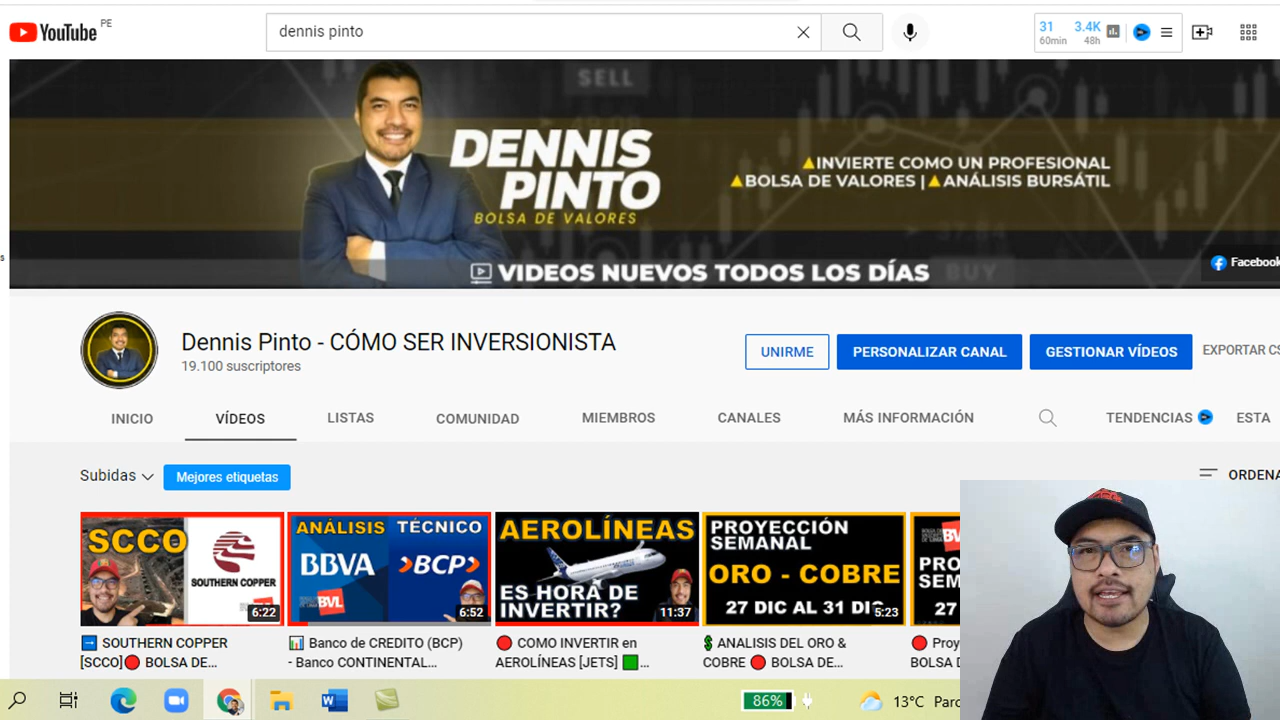 YouTube PE
dennis pinto
31
60min
3.4K
48h
SELL
DENNIS
PINTO
BOLSA DE VALORES
▲INVIERTE COMO UN PROFESIONAL
▲BOLSA DE VALORES | ▲ANÁLISIS BURSÁTIL
VIDEOS NUEVOS TODOS LOS DÍAS
BUY
Facebook
Dennis Pinto - CÓMO SER INVERSIONISTA
19.100 suscriptores
UNIRME
PERSONALIZAR CANAL
GESTIONAR VÍDEOS
EXPORTAR CS
INICIO
VÍDEOS
LISTAS
COMUNIDAD
MIEMBROS
CANALES
MÁS INFORMACIÓN
TENDENCIAS
ESTA
Subidas
Mejores etiquetas
ORDENA
SCCO
SOUTHERN COPPER
6:22
ANÁLISIS TÉCNICO
BBVA
BCP
BVL
6:52
AEROLÍNEAS
ES HORA DE
INVERTIR?
11:37
PROYECCIÓN
SEMANAL
ORO - COBRE
27 DIC AL 31 DIC
5:23
PRO
SEM
27
SOUTHERN COPPER
[SCCO] BOLSA DE...
Banco de CREDITO (BCP)
- Banco CONTINENTAL...
COMO INVERTIR en
AEROLÍNEAS [JETS] ...
ANALISIS DEL ORO &
COBRE BOLSA DE...
Proy
BOLSA D
86%
13°C Parc